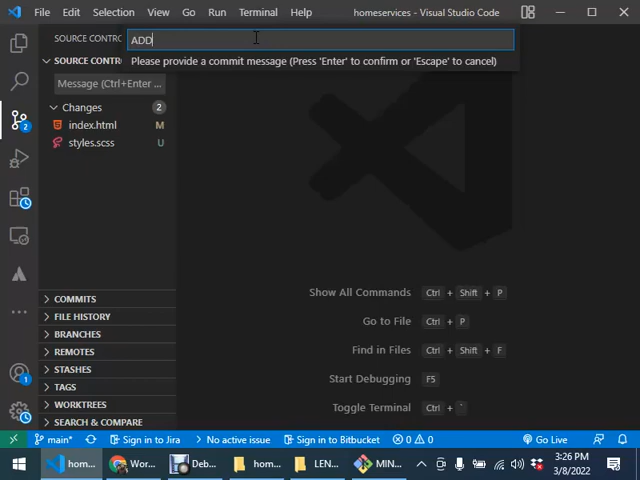 File Edit Selection View Go Run Terminal Help homeservices - Visual Studio Code
SOURCE CONTRO
ADD
SOURCE CONTRO
Please provide a commit message (Press 'Enter' to confirm or 'Escape' to cancel)
Message (Ctrl+Enter ...
Changes 2
index.html M
styles.scss U
2
Show All Commands Ctrl + Shift + P
Go to File Ctrl + P
Find in Files Ctrl + Shift + F
Start Debugging F5
Toggle Terminal Ctrl + `
COMMITS
FILE HISTORY
BRANCHES
REMOTES
STASHES
TAGS
WORKTREES
SEARCH & COMPARE
1
main* Sign in to Jira No active issue Sign in to Bitbucket 0 0 Go Live
hom... Wor... Deb... hom... LEN... MIN... 3:26 PM
3/8/2022